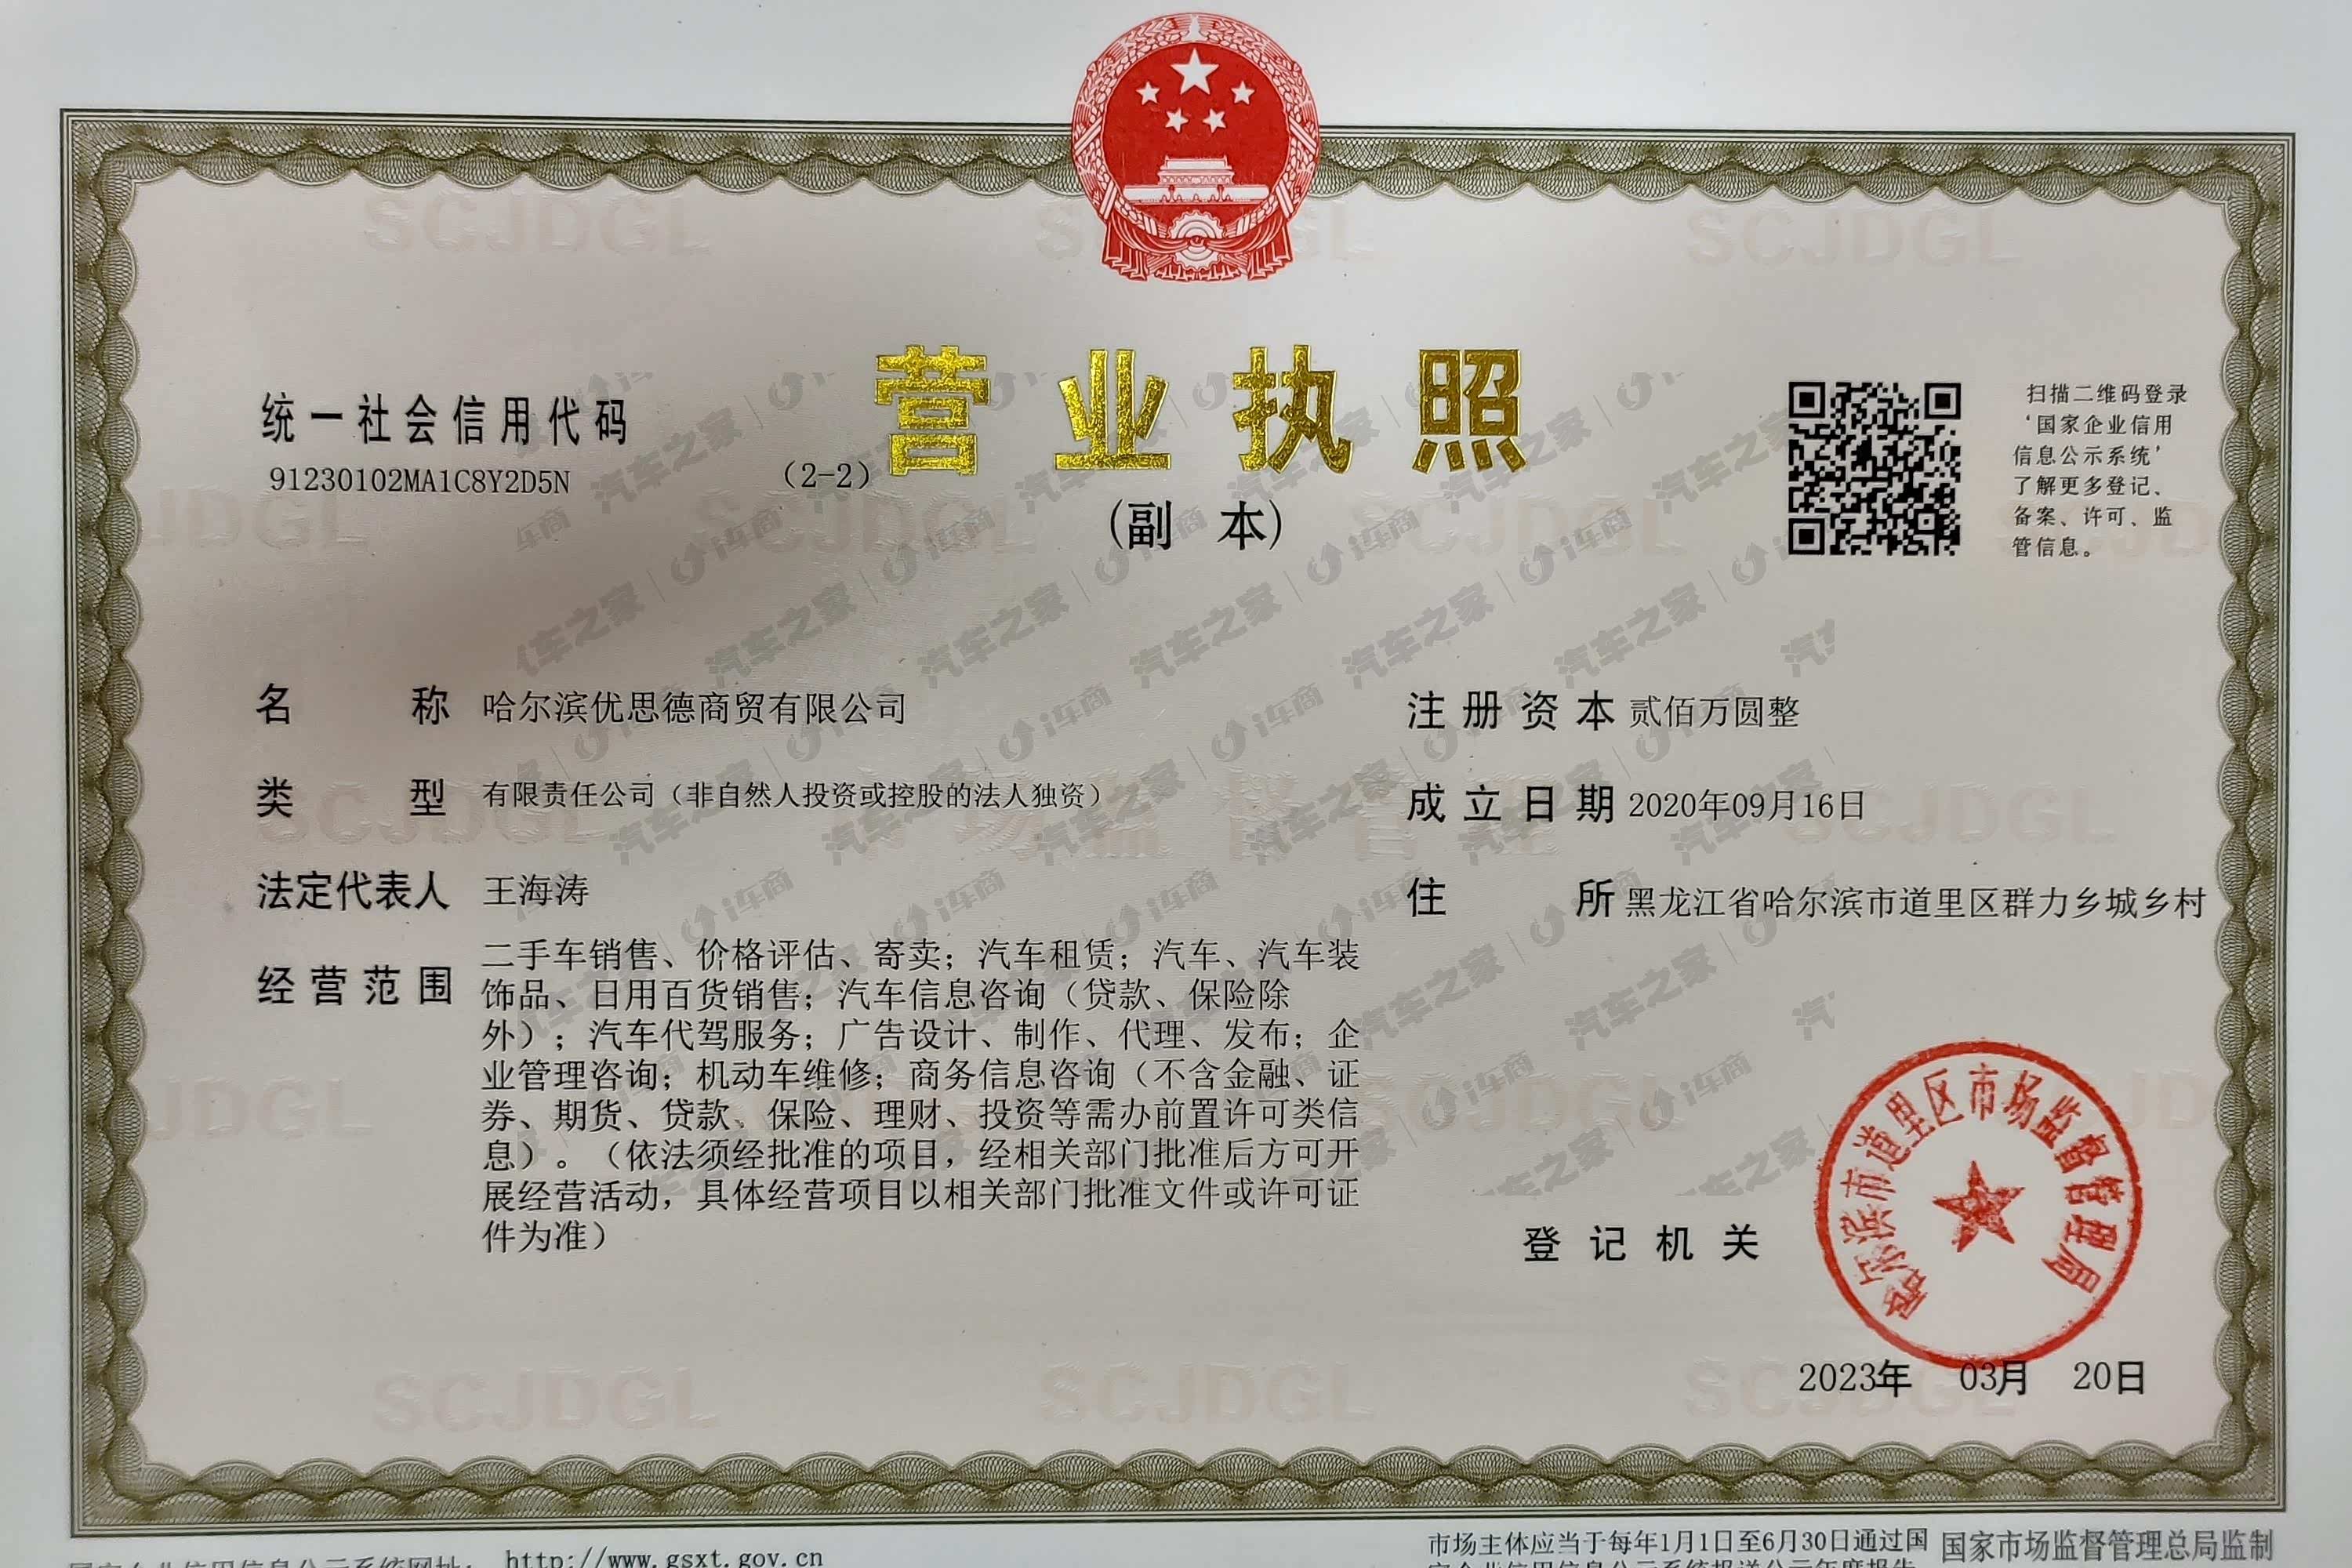 营业执照
(副 本)
(2-2)
统一社会信用代码
91230102MA1C8Y2D5N
扫描二维码登录
‘国家企业信用
信息公示系统’
了解更多登记、
备案、许可、监
管信息。
名 称 哈尔滨优思德商贸有限公司
类 型 有限责任公司（非自然人投资或控股的法人独资）
法定代表人 王海涛
经营范围 二手车销售、价格评估、寄卖；汽车租赁；汽车、汽车装
饰品、日用百货销售；汽车信息咨询（贷款、保险除
外）；汽车代驾服务；广告设计、制作、代理、发布；企
业管理咨询；机动车维修；商务信息咨询（不含金融、证
券、期货、贷款、保险、理财、投资等需办前置许可类信
息）。（依法须经批准的项目，经相关部门批准后方可开
展经营活动，具体经营项目以相关部门批准文件或许可证
件为准）
注册资本 贰佰万圆整
成立日期 2020年09月16日
住 所 黑龙江省哈尔滨市道里区群力乡城乡村
登记机关
哈尔滨市道里区市场监督管理局
2023年 03月 20日
http://www.gsxt.gov.cn
市场主体应当于每年1月1日至6月30日通过国
国家市场监督管理总局监制
SCJDGL
汽车之家
i车商